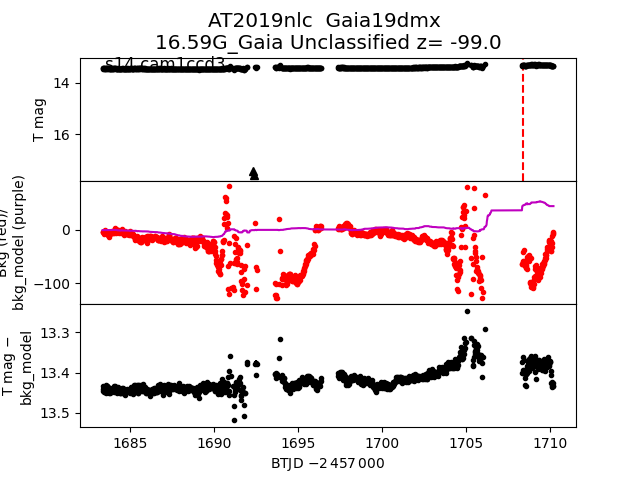 AT2019nlc Gaia19dmx
16.59G_Gaia Unclassified z= -99.0
s14 cam1ccd3
14
16
T mag
0
−100
bkg (red)/
bkg_model (purple)
13.3
13.4
13.5
T mag −
bkg_model
1685
1690
1695
1700
1705
1710
BTJD −2 457 000